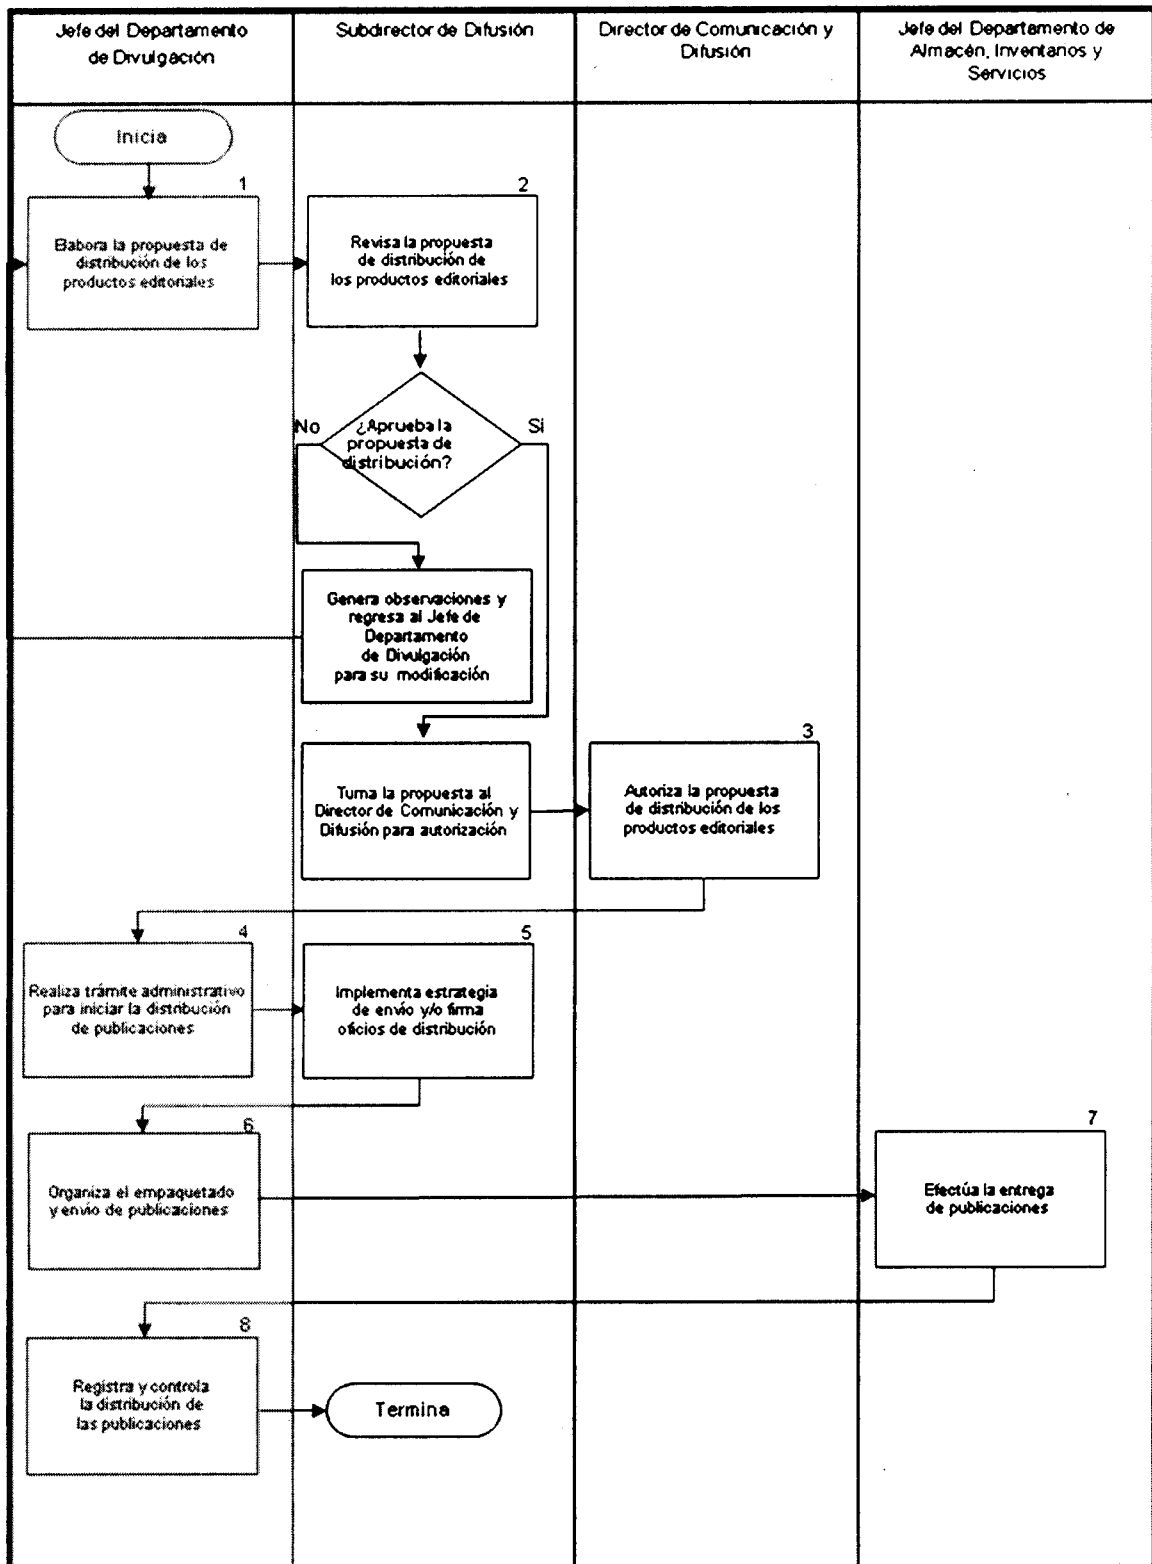 Jefe del Departamento
de Divulgación
Subdirector de Difusión
Director de Comunicación y
Difusión
Jefe del Departamento de
Almacén, Inventarios y
Servicios
Inicia
1
Elabora la propuesta de
distribución de los
productos editoriales
2
Revisa la propuesta
de distribución de
los productos editoriales
¿Aprueba la
propuesta de
distribución?
No
Si
Genera observaciones y
regresa al Jefe de
Departamento
de Divulgación
para su modificación
Turna la propuesta al
Director de Comunicación y
Difusión para autorización
3
Autoriza la propuesta
de distribución de los
productos editoriales
4
Realiza trámite administrativo
para iniciar la distribución
de publicaciones
5
Implementa estrategia
de envío y/o firma
oficios de distribución
6
Organiza el empaquetado
y envío de publicaciones
7
Efectúa la entrega
de publicaciones
8
Registra y controla
la distribución de
las publicaciones
Termina